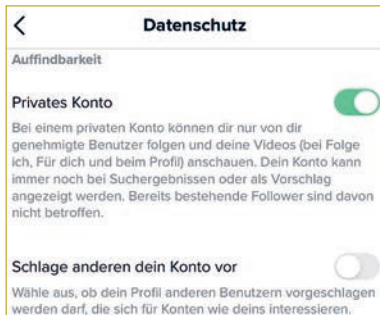 Datenschutz
Auffindbarkeit
Privates Konto
Bei einem privaten Konto können dir nur von dir
genehmigte Benutzer folgen und deine Videos (bei Folge
ich, Für dich und beim Profil) anschauen. Dein Konto kann
immer noch bei Suchergebnissen oder als Vorschlag
angezeigt werden. Bereits bestehende Follower sind davon
nicht betroffen.
Schlage anderen dein Konto vor
Wähle aus, ob dein Profil anderen Benutzern vorgeschlagen
werden darf, die sich für Konten wie deins interessieren.